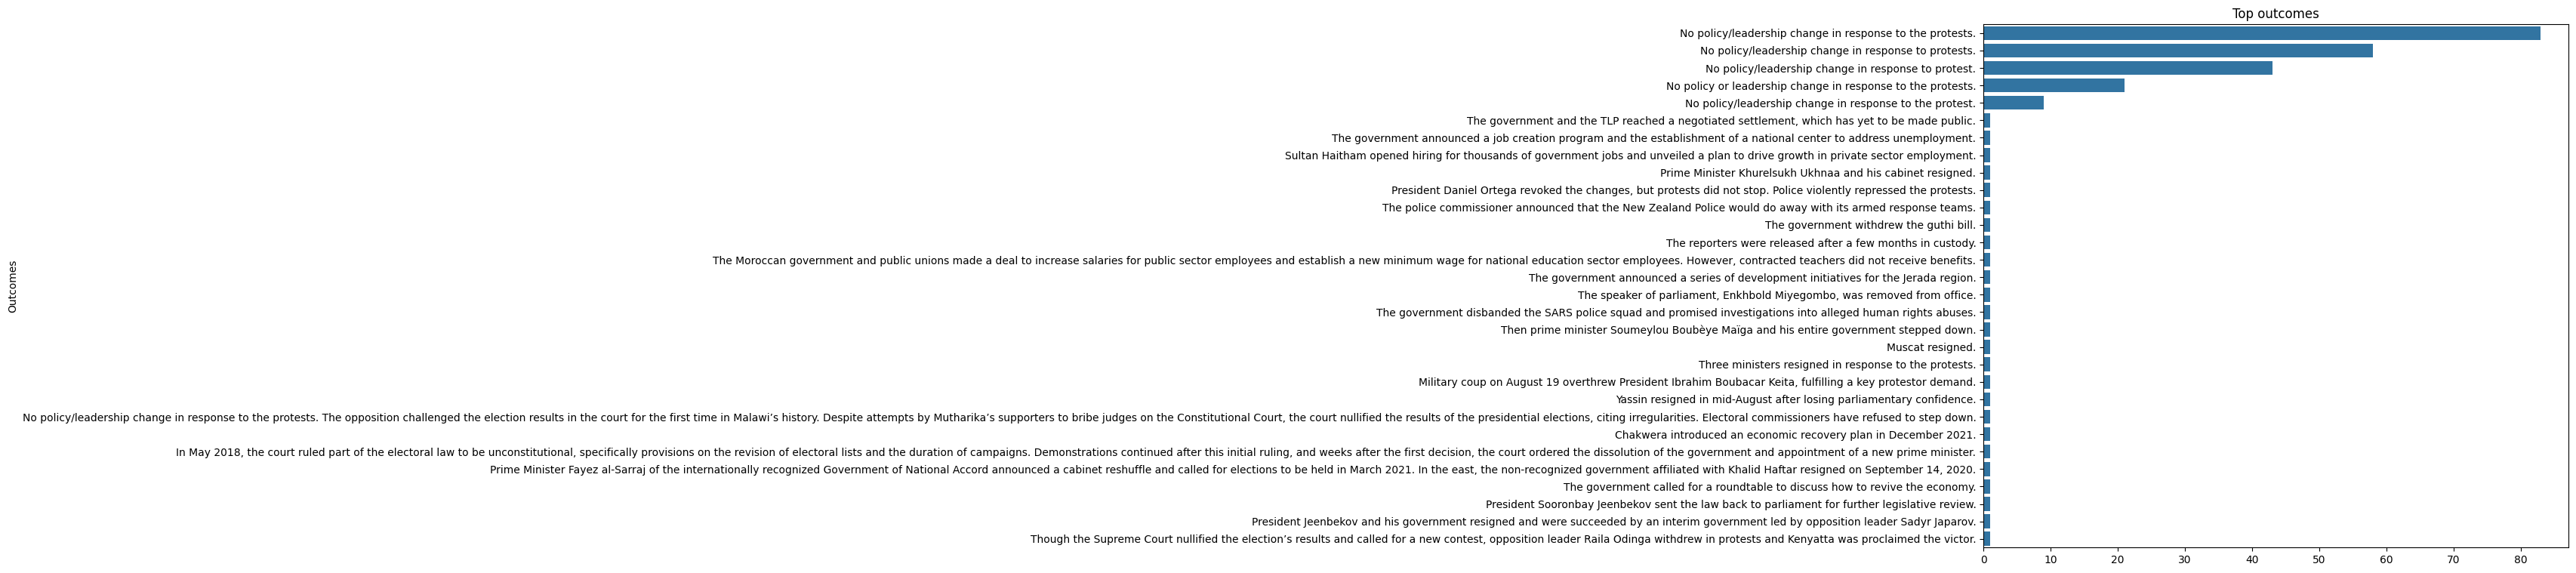 Top outcomes
No policy/leadership change in response to the protests.
No policy/leadership change in response to protests.
No policy/leadership change in response to protest.
No policy or leadership change in response to the protests.
No policy/leadership change in response to the protest.
The government and the TLP reached a negotiated settlement, which has yet to be made public.
The government announced a job creation program and the establishment of a national center to address unemployment.
Sultan Haitham opened hiring for thousands of government jobs and unveiled a plan to drive growth in private sector employment.
Prime Minister Khurelsukh Ukhnaa and his cabinet resigned.
President Daniel Ortega revoked the changes, but protests did not stop. Police violently repressed the protests.
The police commissioner announced that the New Zealand Police would do away with its armed response teams.
The government withdrew the guthi bill.
The reporters were released after a few months in custody.
The Moroccan government and public unions made a deal to increase salaries for public sector employees and establish a new minimum wage for national education sector employees. However, contracted teachers did not receive benefits.
The government announced a series of development initiatives for the Jerada region.
The speaker of parliament, Enkhbold Miyegombo, was removed from office.
The government disbanded the SARS police squad and promised investigations into alleged human rights abuses.
Then prime minister Soumeylou Boubèye Maïga and his entire government stepped down.
Muscat resigned.
Three ministers resigned in response to the protests.
Military coup on August 19 overthrew President Ibrahim Boubacar Keita, fulfilling a key protestor demand.
Yassin resigned in mid-August after losing parliamentary confidence.
No policy/leadership change in response to the protests. The opposition challenged the election results in the court for the first time in Malawi’s history. Despite attempts by Mutharika’s supporters to bribe judges on the Constitutional Court, the court nullified the results of the presidential elections, citing irregularities. Electoral commissioners have refused to step down.
Chakwera introduced an economic recovery plan in December 2021.
In May 2018, the court ruled part of the electoral law to be unconstitutional, specifically provisions on the revision of electoral lists and the duration of campaigns. Demonstrations continued after this initial ruling, and weeks after the first decision, the court ordered the dissolution of the government and appointment of a new prime minister.
Prime Minister Fayez al-Sarraj of the internationally recognized Government of National Accord announced a cabinet reshuffle and called for elections to be held in March 2021. In the east, the non-recognized government affiliated with Khalid Haftar resigned on September 14, 2020.
The government called for a roundtable to discuss how to revive the economy.
President Sooronbay Jeenbekov sent the law back to parliament for further legislative review.
President Jeenbekov and his government resigned and were succeeded by an interim government led by opposition leader Sadyr Japarov.
Though the Supreme Court nullified the election’s results and called for a new contest, opposition leader Raila Odinga withdrew in protests and Kenyatta was proclaimed the victor.
Outcomes
0 10 20 30 40 50 60 70 80